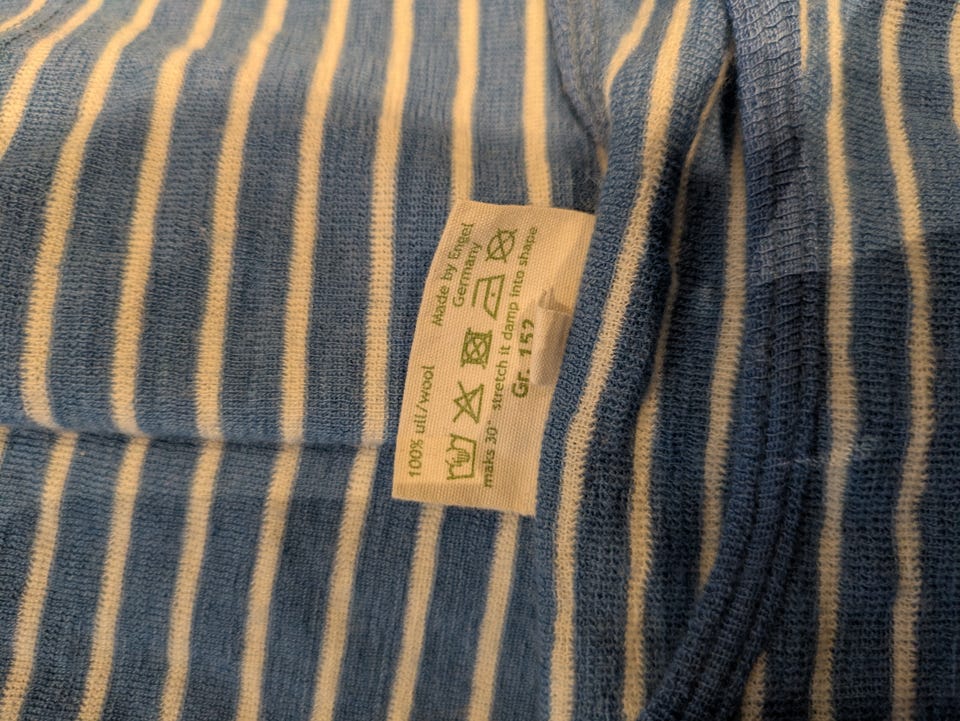 100% ull/wool Made by Engel
Germany
maks 30° stretch it damp into shape
Gr. 152